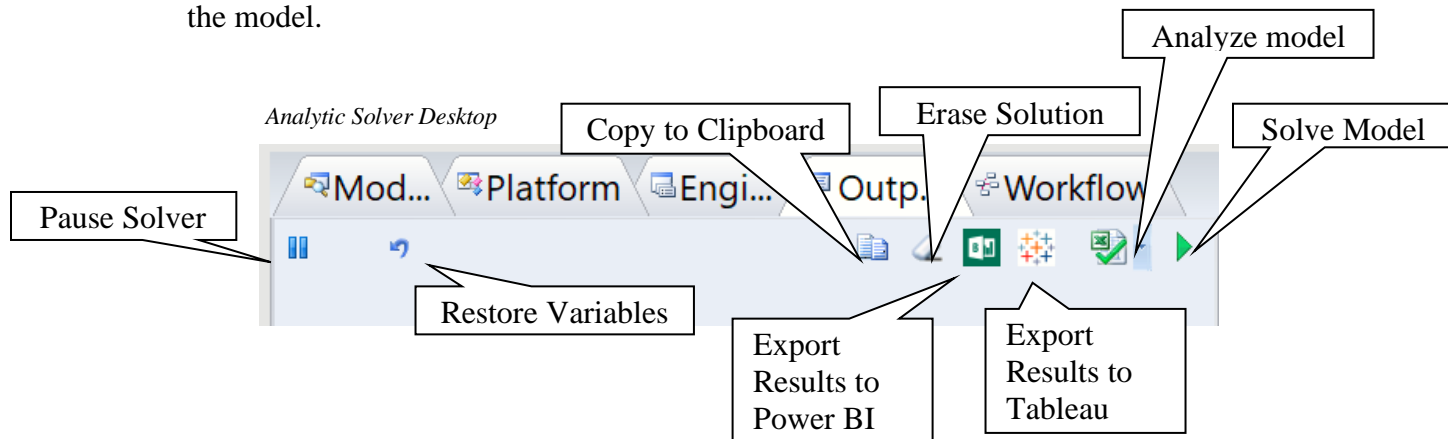 the model.
Analyze model
Analytic Solver Desktop
Copy to Clipboard
Erase Solution
Solve Model
Mod... Platform Engi... Outp... Workflow
Pause Solver
Restore Variables
Export
Results to
Power BI
Export
Results to
Tableau